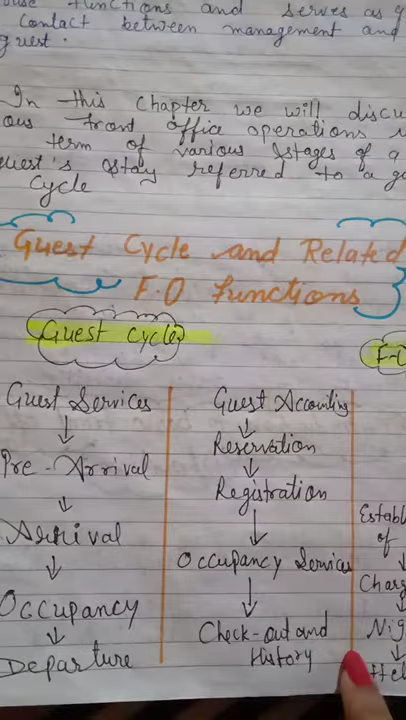 functions and serves as
contact between management and
guest.
In this chapter we will
ous front office operations
term of various stages of a
guest's stay referred to a
cycle
Guest Cycle and Related
F.O functions
Guest cycle
Guest Services
↓
Pre-Arrival
↓
Arrival
↓
Occupancy
↓
Departure
Guest Accounting
↓
Reservation
↓
Registration
↓
Occupancy Services
↓
Check-out and
History
of